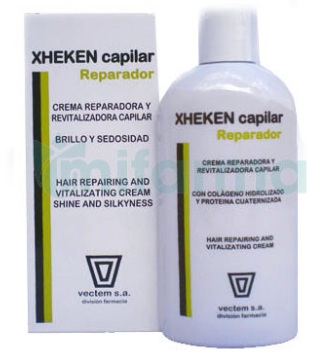 XHEKEN capilar
Reparador
CREMA REPARADORA Y
REVITALIZADORA CAPILAR
BRILLO Y SEDOSIDAD
HAIR REPAIRING AND
VITALIZATING CREAM
SHINE AND SILKYNESS
vectem s.a.
división farmacia
XHEKEN capilar
Reparador
CREMA REPARADORA Y
REVITALIZADORA CAPILAR
CON COLÁGENO HIDROLIZADO
Y PROTEINA CUATERNIZADA
HAIR REPAIRING AND
VITALIZATING CREAM
vectem s.a.
división farmacia